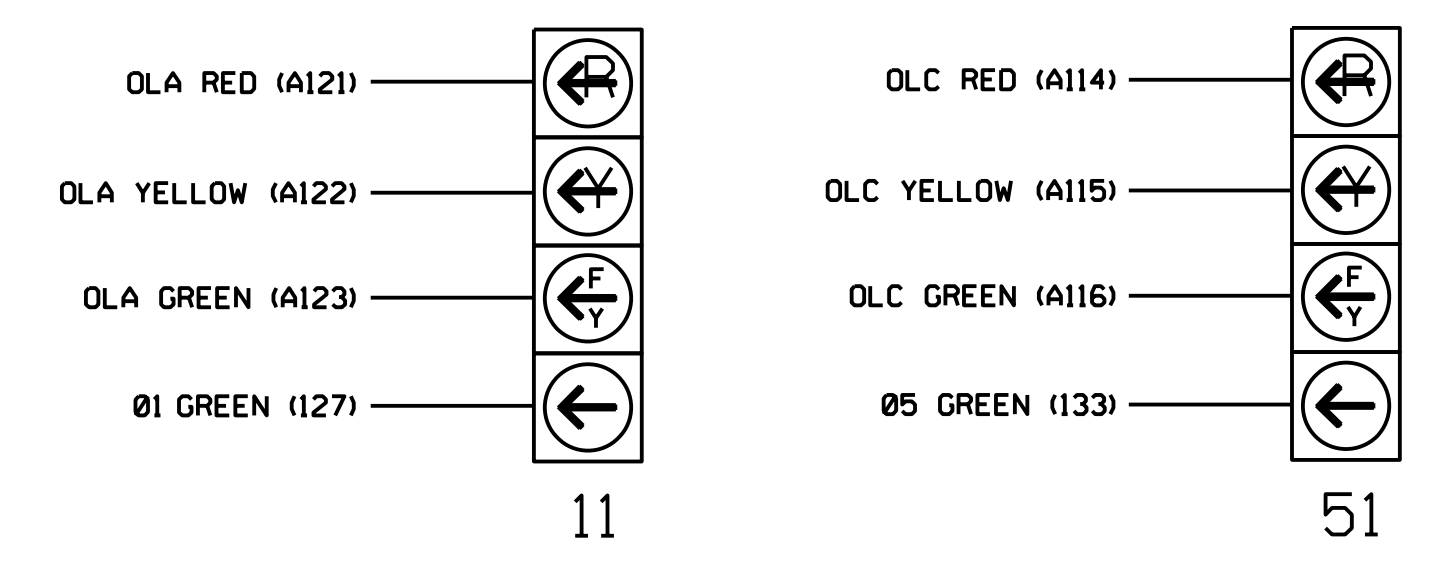 OLA RED (A121)
R
OLA YELLOW (A122)
Y
OLA GREEN (A123)
F
Y
Ø1 GREEN (127)
11
OLC RED (A114)
R
OLC YELLOW (A115)
Y
OLC GREEN (A116)
F
Y
Ø5 GREEN (133)
51